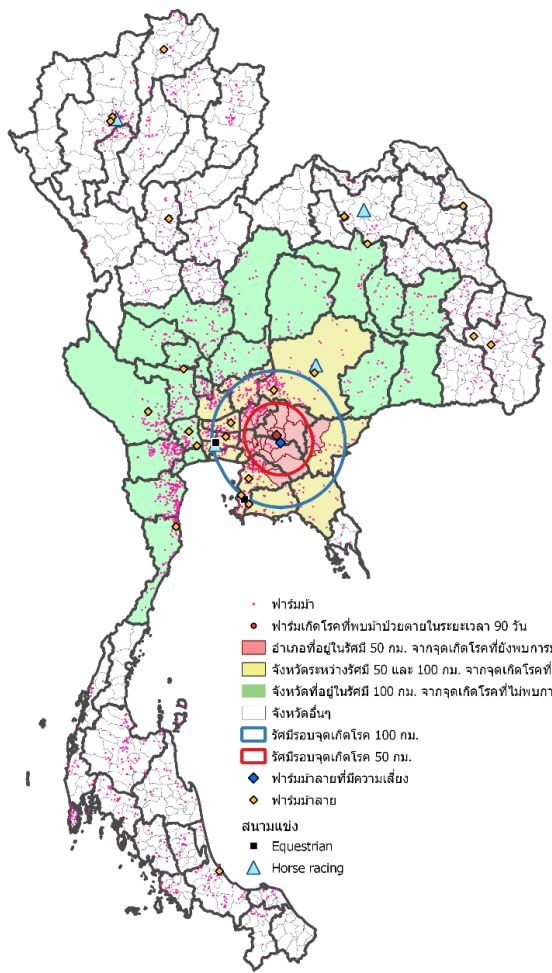 ฟาร์มม้า
ฟาร์มเกิดโรคที่พบม้าป่วยตายในระยะเวลา 90 วัน
อำเภอที่อยู่ในรัศมี 50 กม. จากจุดเกิดโรคที่ยังพบการ
จังหวัดระหว่างรัศมี 50 และ 100 กม. จากจุดเกิดโรคที่
จังหวัดที่อยู่ในรัศมี 100 กม. จากจุดเกิดโรคที่ไม่พบกา
จังหวัดอื่นๆ
รัศมีรอบจุดเกิดโรค 100 กม.
รัศมีรอบจุดเกิดโรค 50 กม.
ฟาร์มม้าลายที่มีความเสี่ยง
ฟาร์มม้าลาย
สนามแข่ง
Equestrian
Horse racing